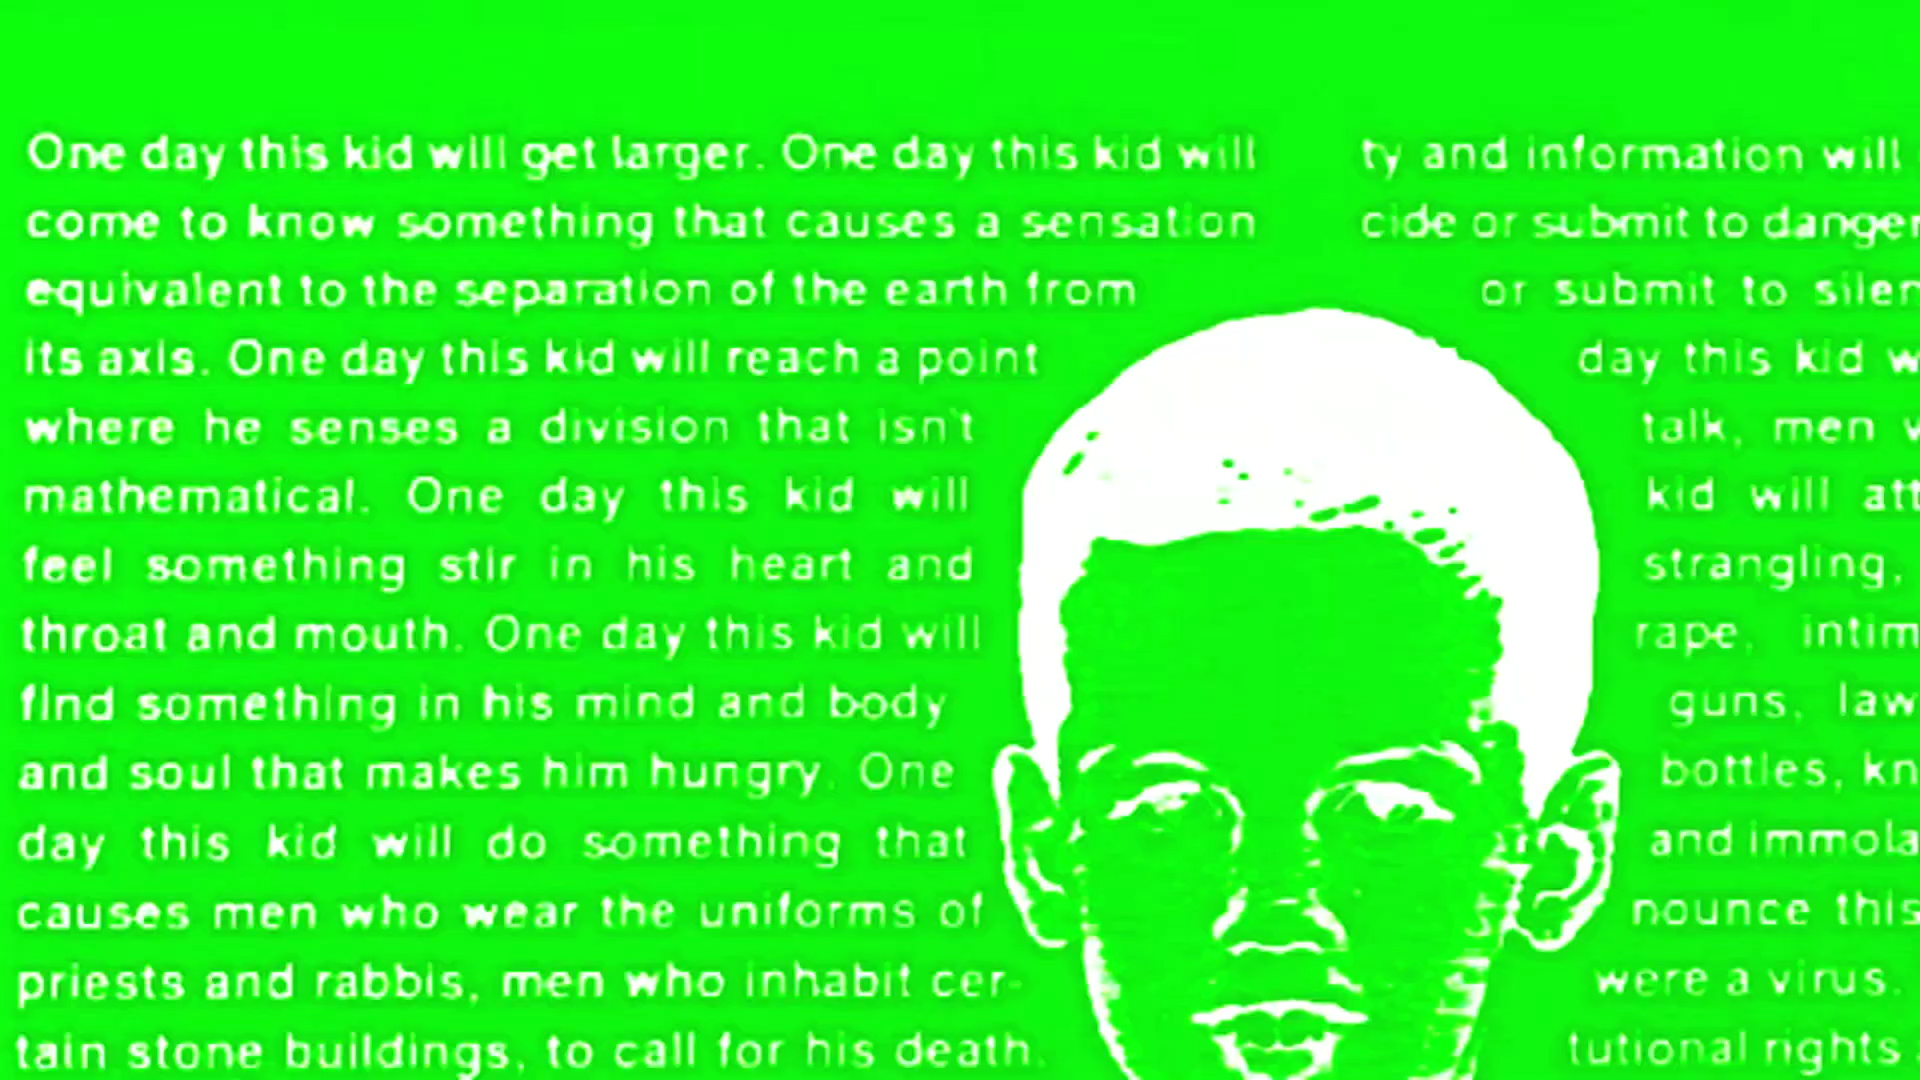 One day this kid will get larger. One day this kid will
come to know something that causes a sensation
equivalent to the separation of the earth from
its axis. One day this kid will reach a point
where he senses a division that isn't
mathematical. One day this kid will
feel something stir in his heart and
throat and mouth. One day this kid will
find something in his mind and body
and soul that makes him hungry. One
day this kid will do something that
causes men who wear the uniforms of
priests and rabbis, men who inhabit cer-
tain stone buildings, to call for his death.
ty and information will
cide or submit to danger
or submit to silen
day this kid w
talk, men
kid will att
strangling,
rape, intim
guns, law
bottles, kn
and immola
nounce this
were a virus.
tutional rights